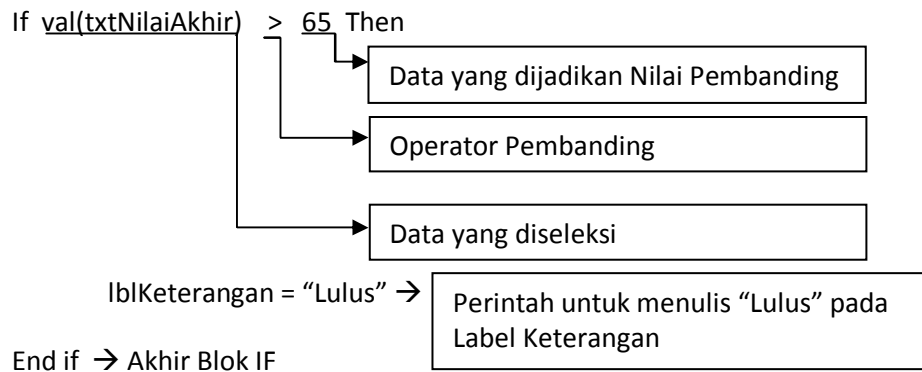 If val(txtNilaiAkhir) > 65 Then
Data yang dijadikan Nilai Pembanding
Operator Pembanding
Data yang diseleksi
lblKeterangan = “Lulus” →
Perintah untuk menulis “Lulus” pada
Label Keterangan
End if → Akhir Blok IF